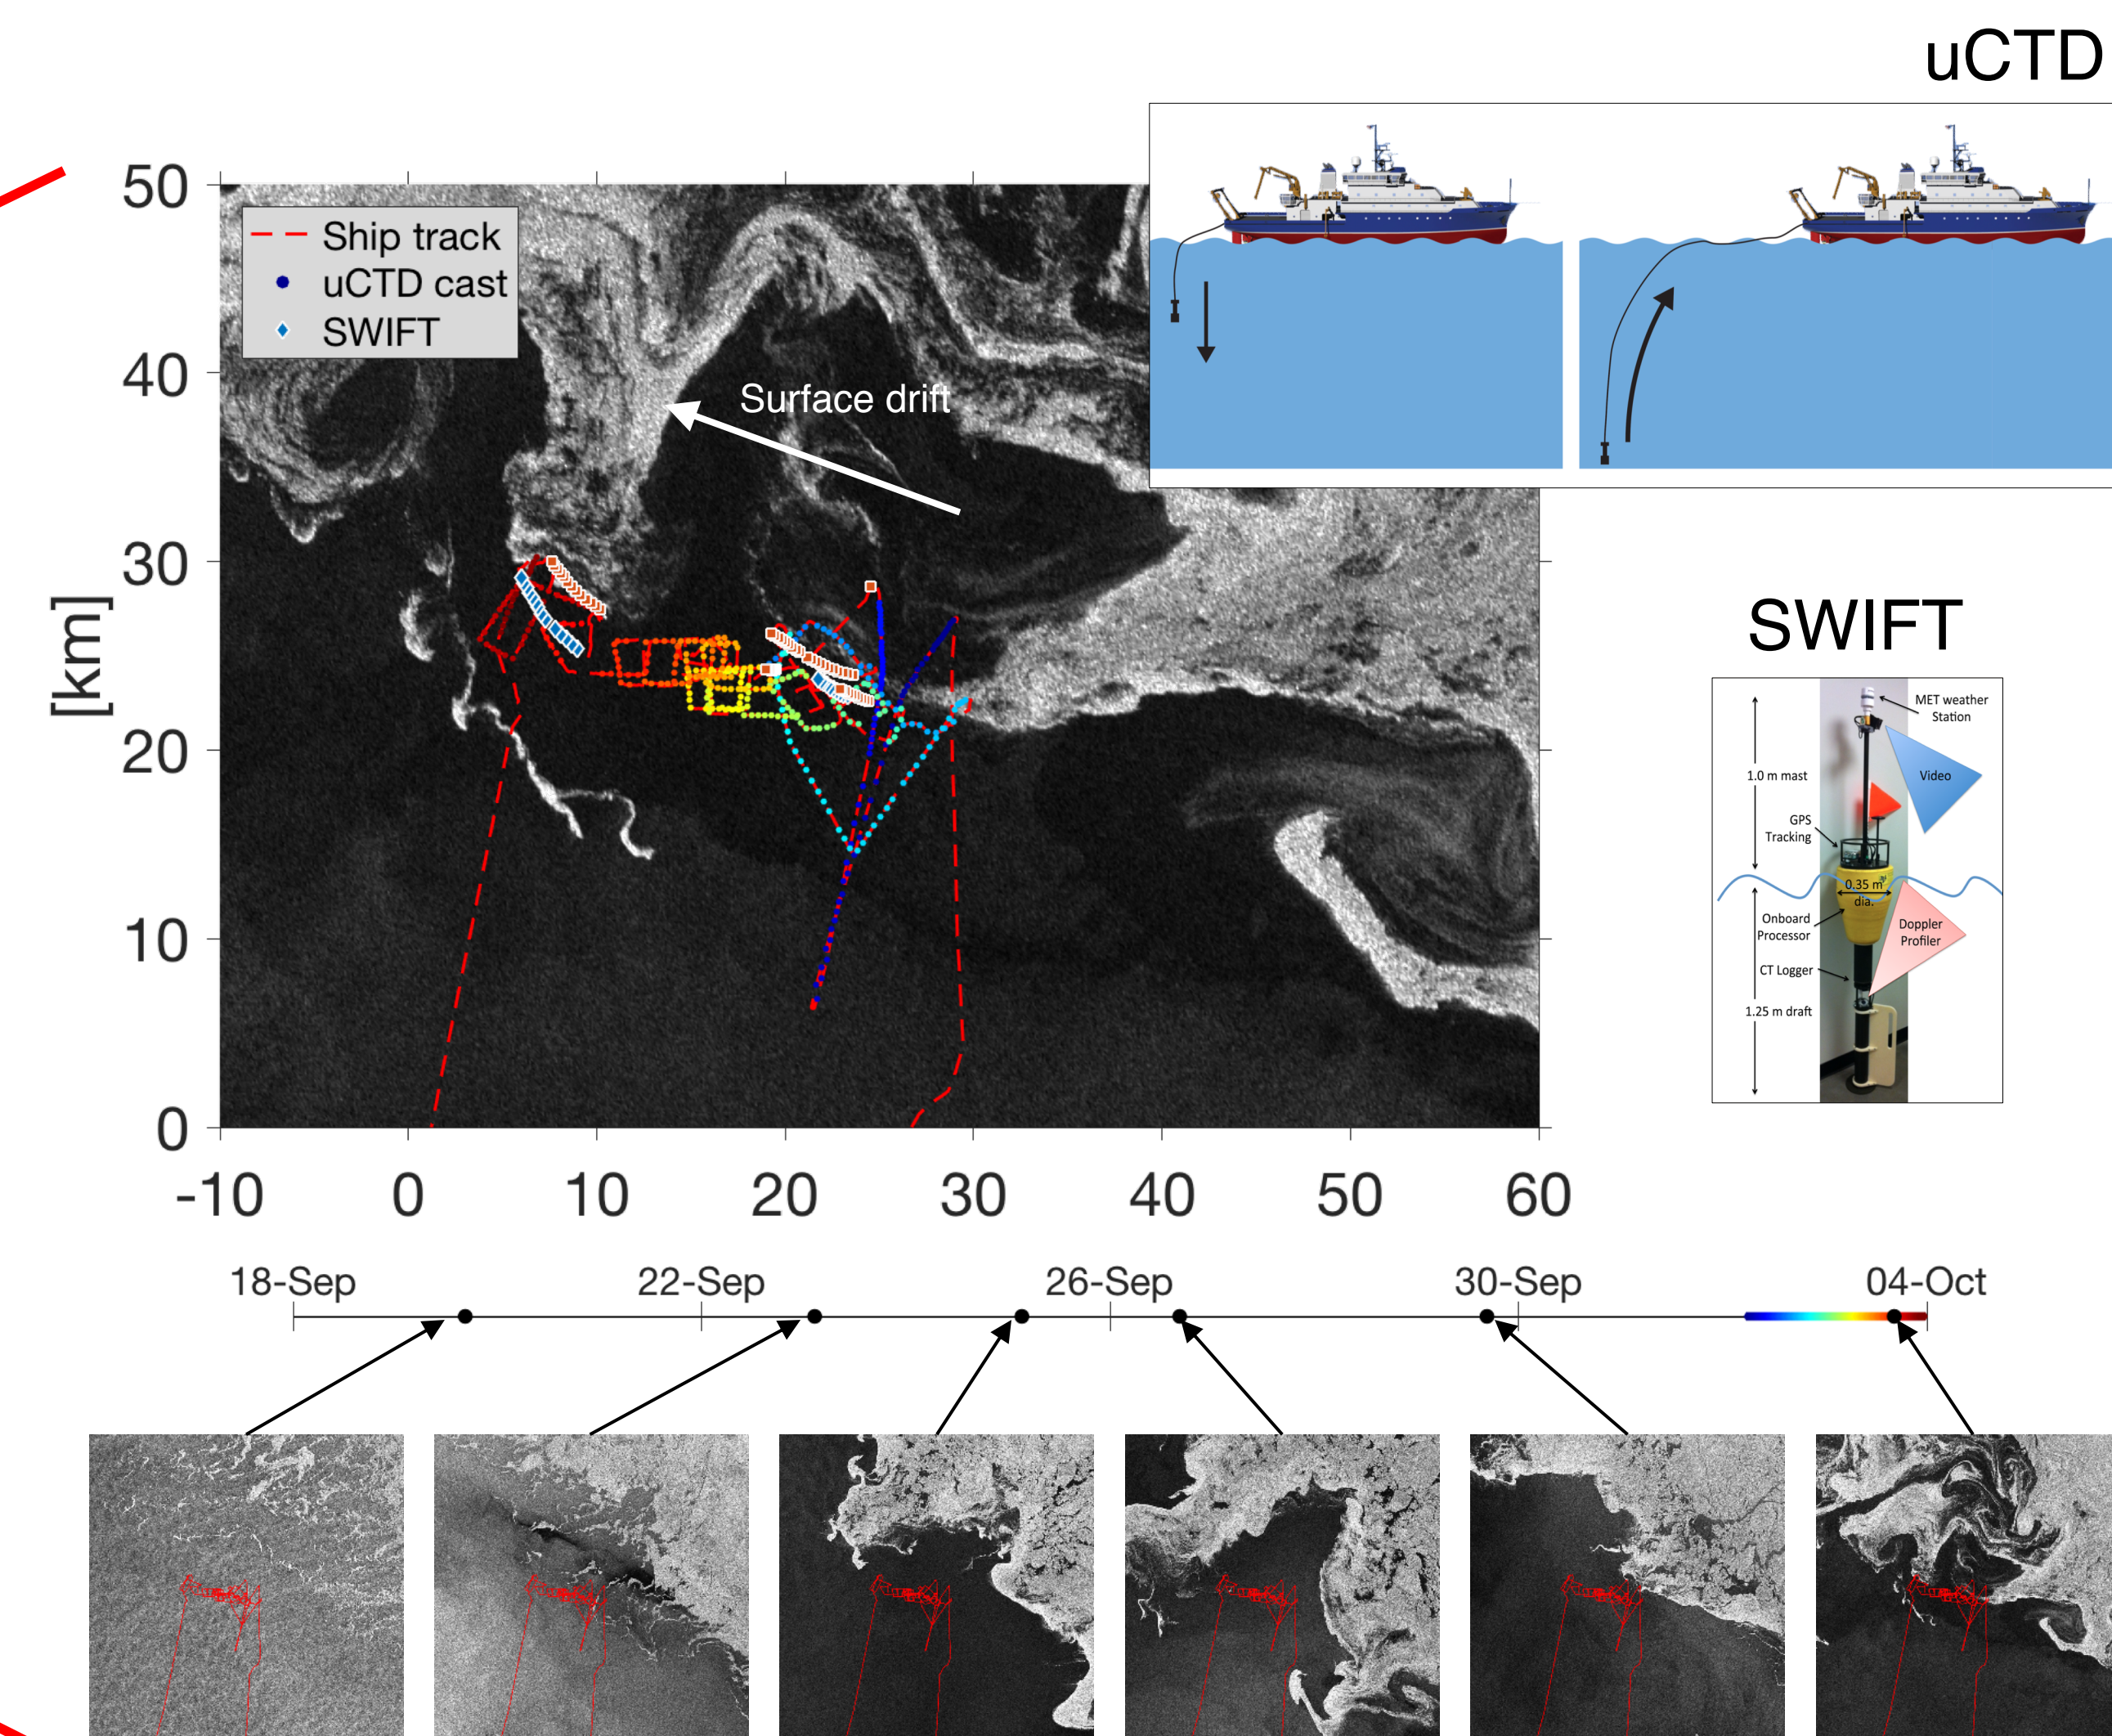 uCTD
50
Ship track
uCTD cast
SWIFT
40
Surface drift
30
[km]
20
10
0
-10 0 10 20 30 40 50 60
SWIFT
MET weather
Station
1.0 m mast
Video
GPS
Tracking
0.35 m
dia.
Onboard
Processor
Doppler
Profiler
CT Logger
1.25 m draft
18-Sep 22-Sep 26-Sep 30-Sep 04-Oct